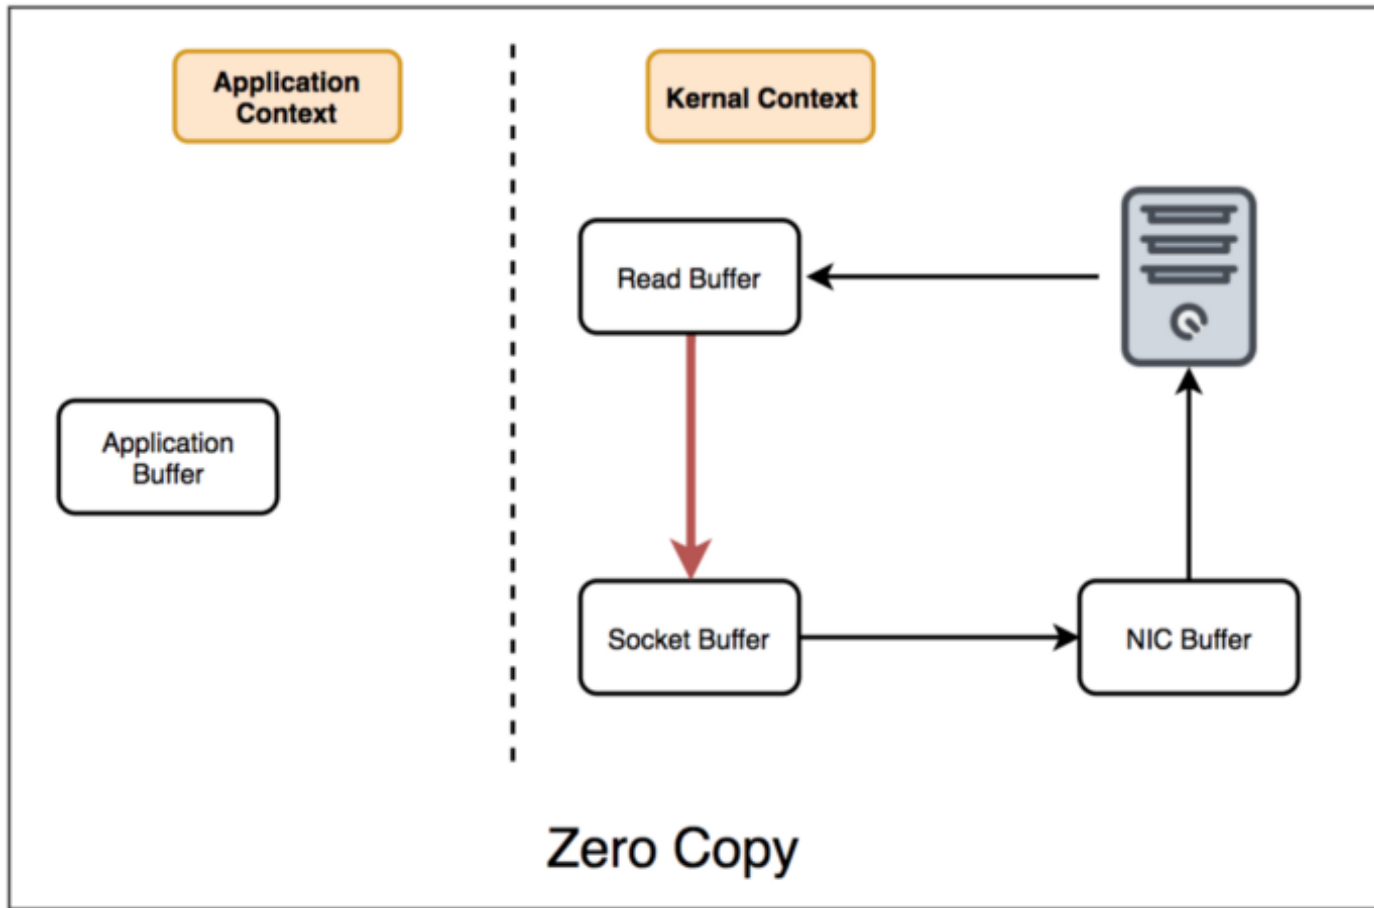 Application
Context
Kernal Context
Read Buffer
Application
Buffer
Socket Buffer
NIC Buffer
Zero Copy